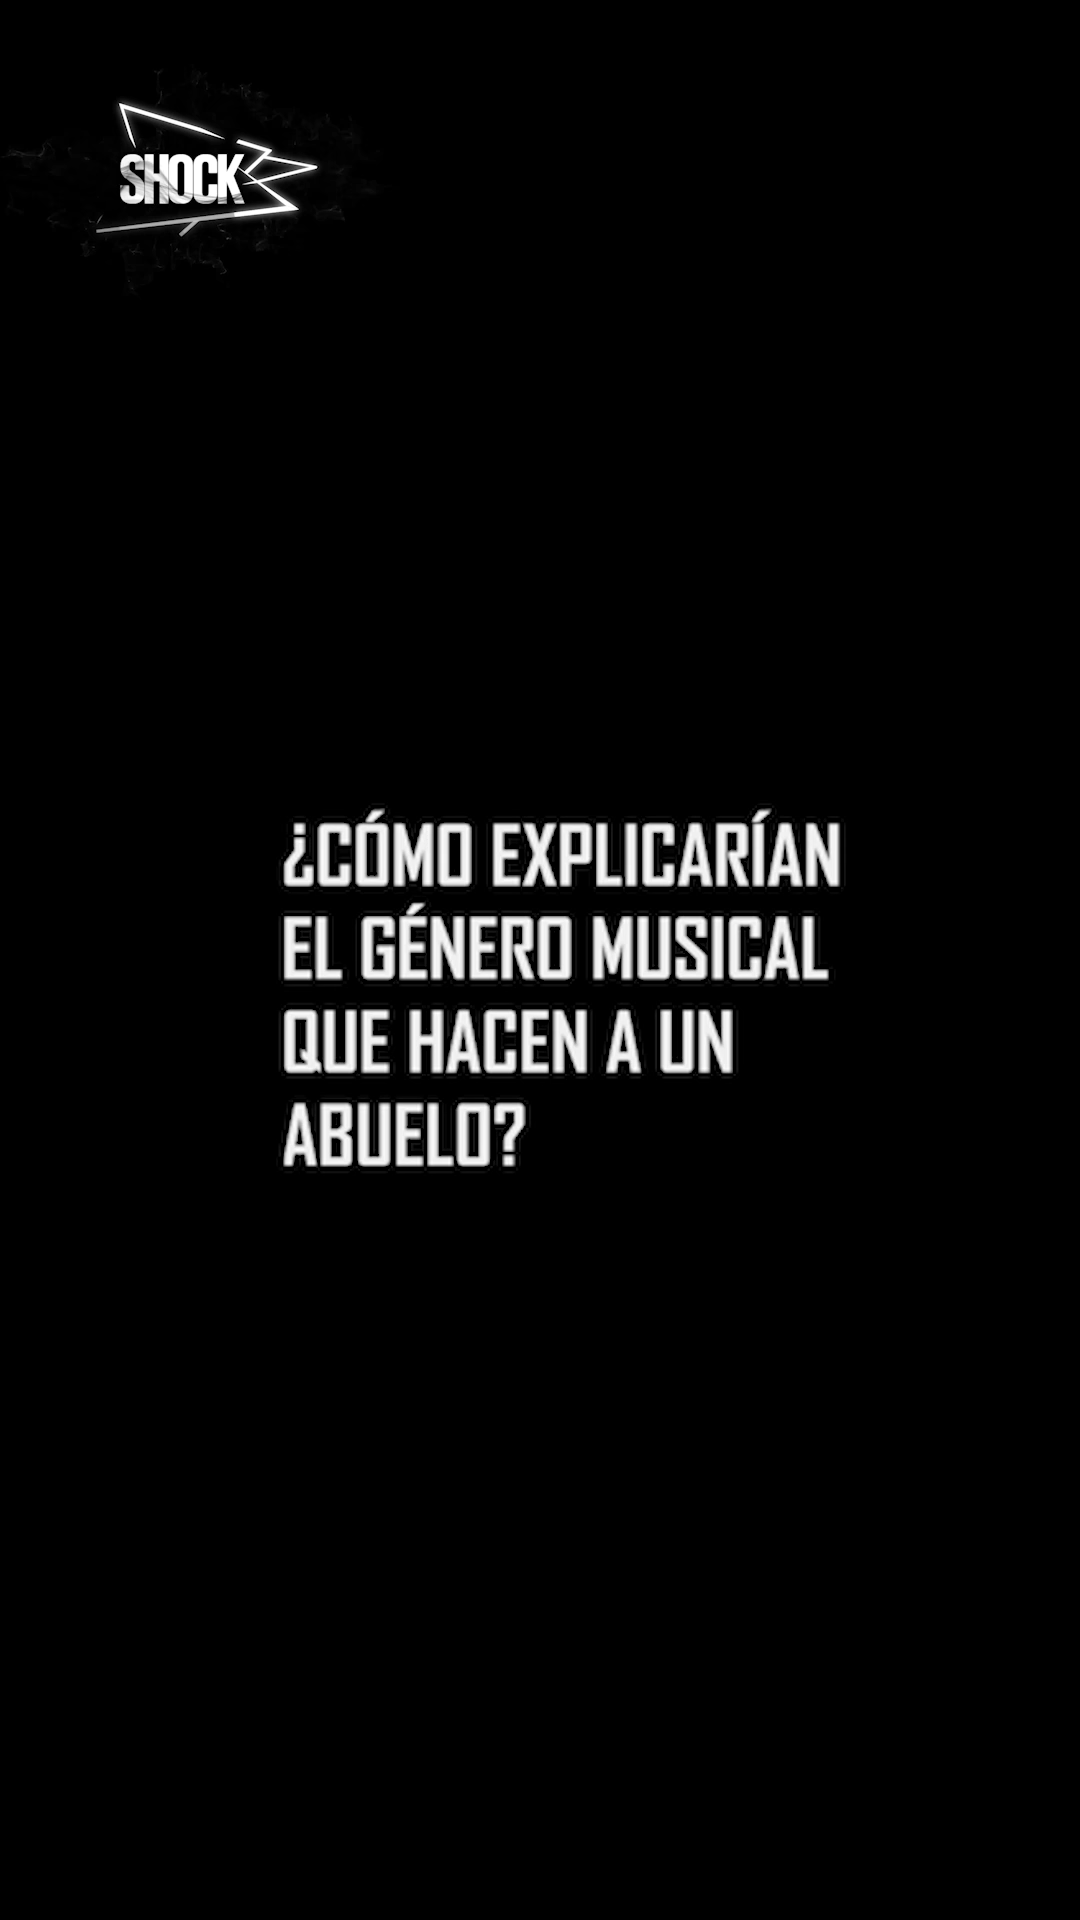 SHOCK
¿CÓMO EXPLICARÍAN
EL GÉNERO MUSICAL
QUE HACEN A UN
ABUELO?